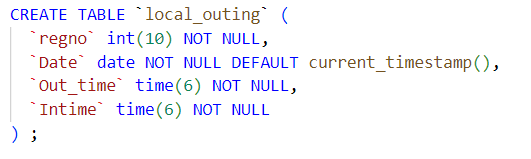 CREATE TABLE `local_outing` (
  `regno` int(10) NOT NULL,
  `Date` date NOT NULL DEFAULT current_timestamp(),
  `Out_time` time(6) NOT NULL,
  `Intime` time(6) NOT NULL
) ;